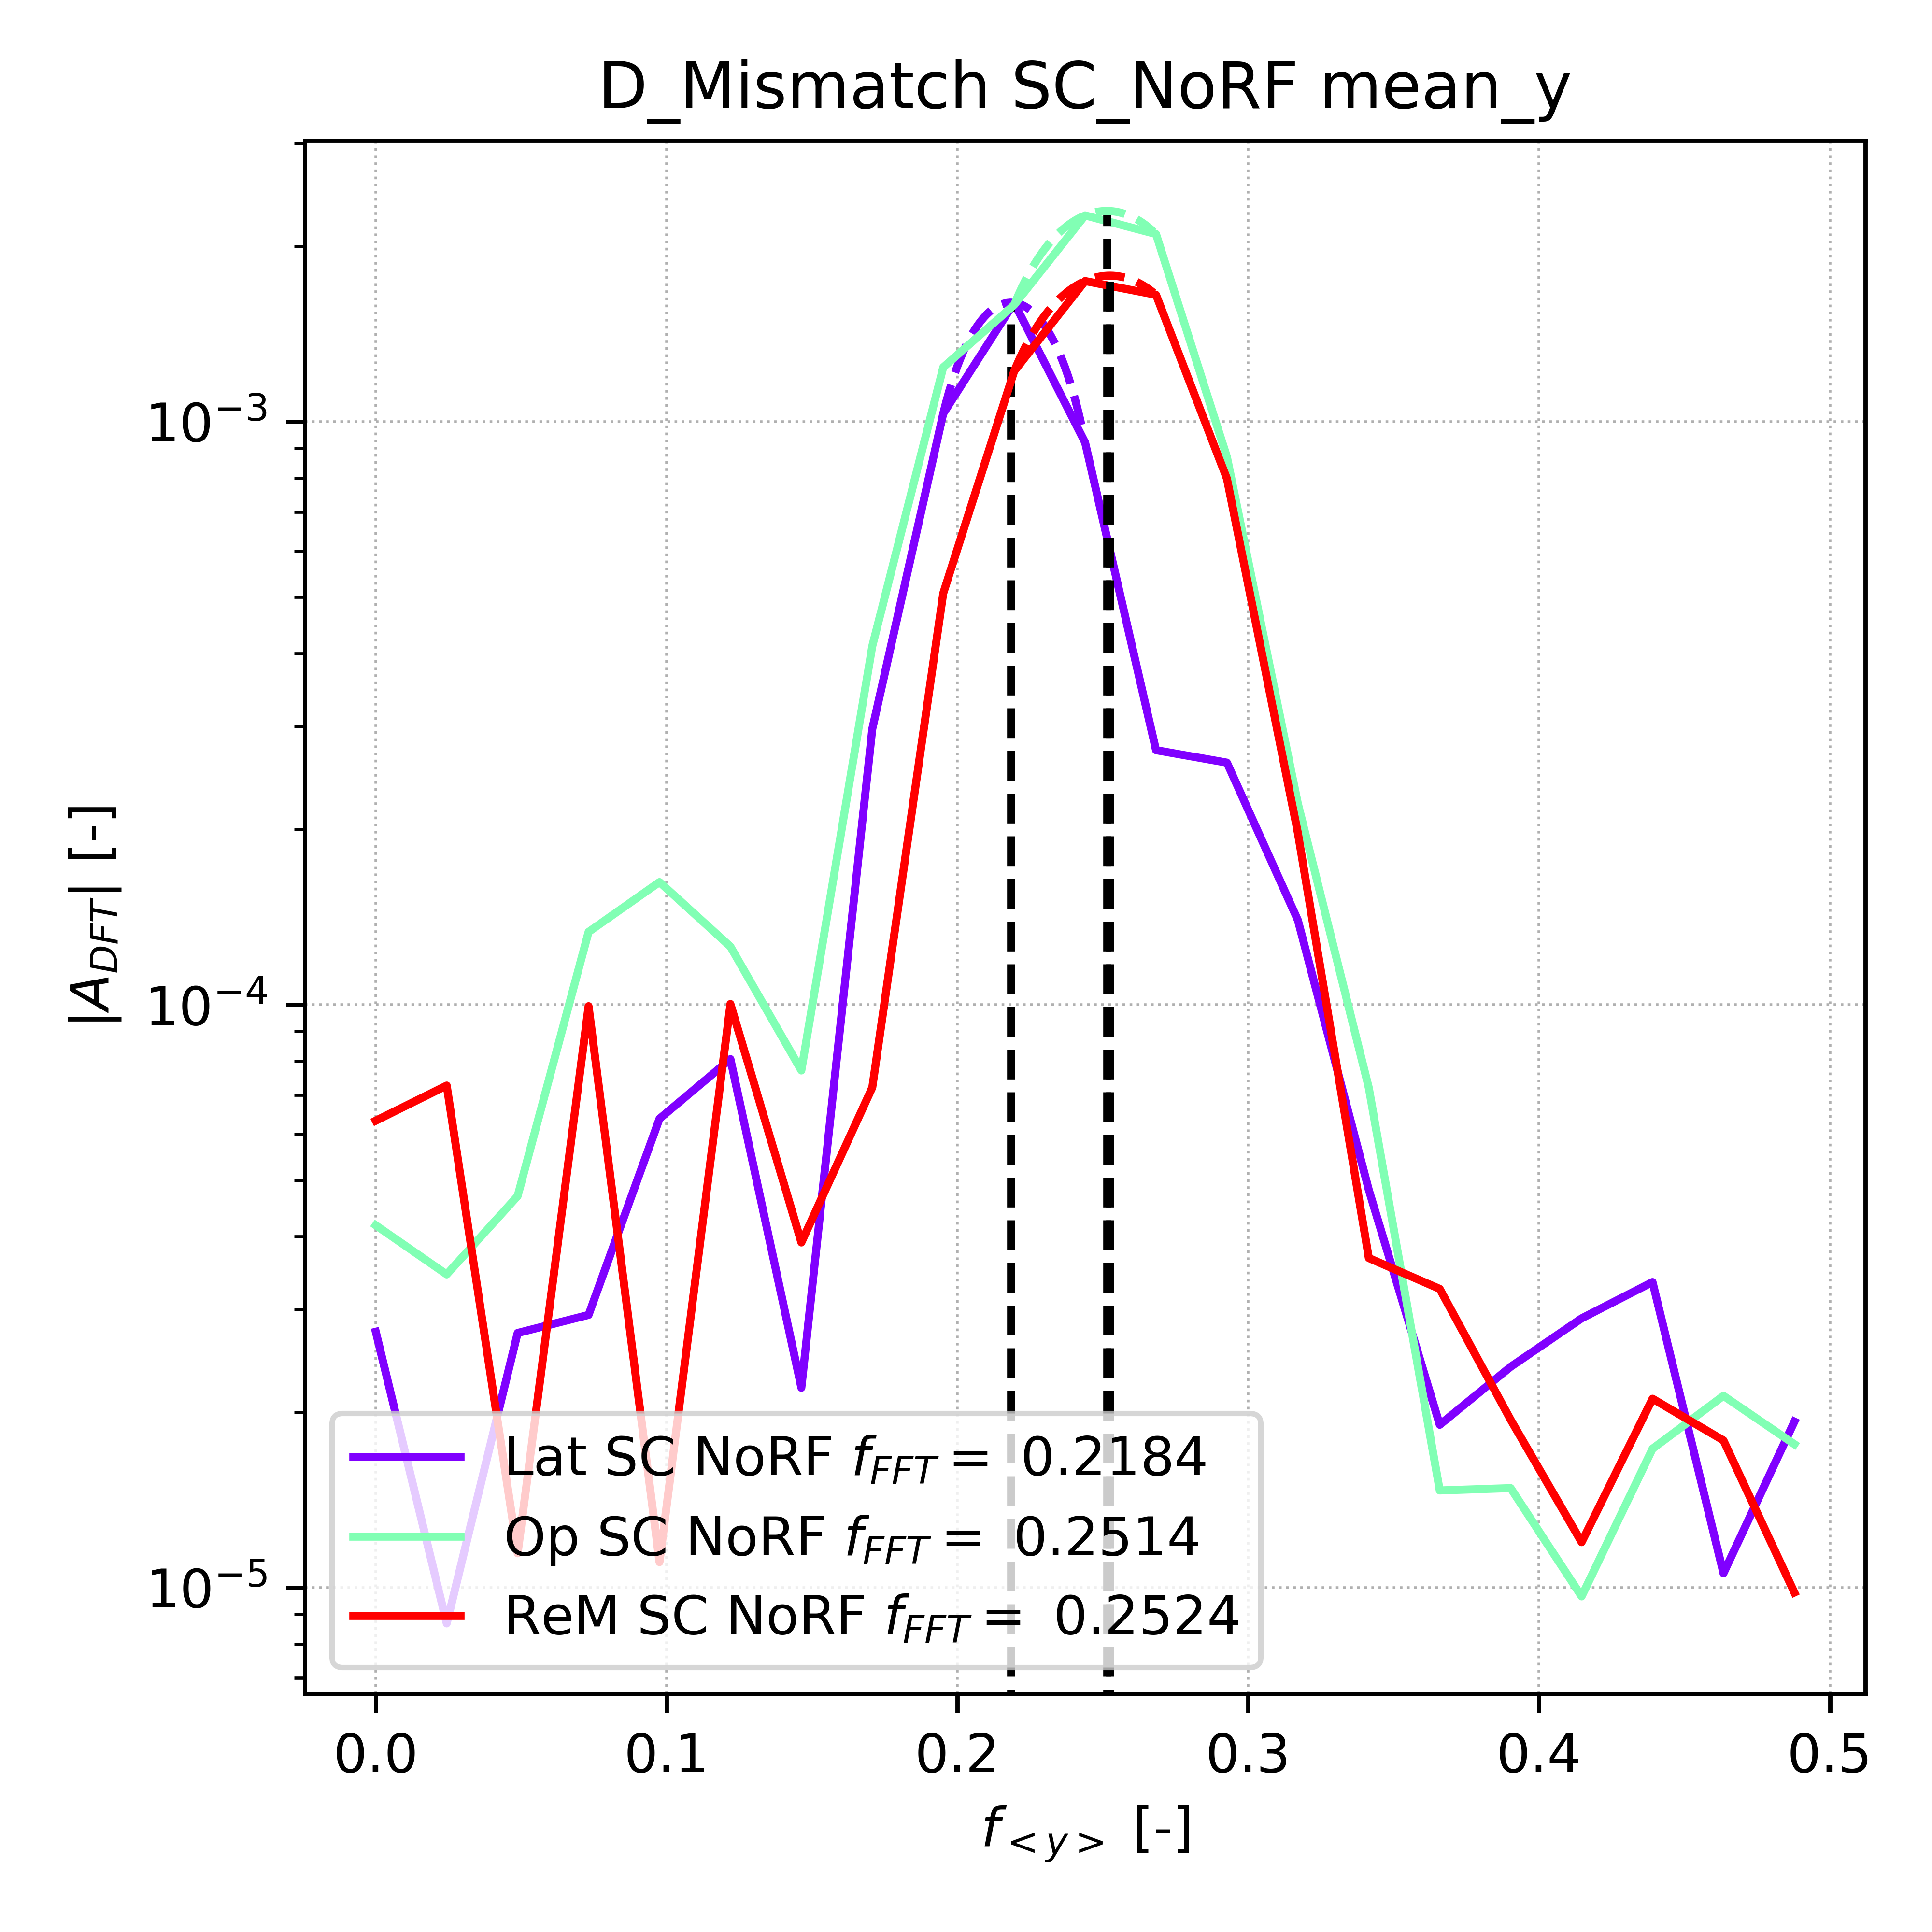 D_Mismatch SC_NoRF mean_y
|A_DFT| [-]
10^-3
10^-4
10^-5
Lat SC NoRF f_FFT = 0.2184
Op SC NoRF f_FFT = 0.2514
ReM SC NoRF f_FFT = 0.2524
0.0 0.1 0.2 0.3 0.4 0.5
f_<y> [-]